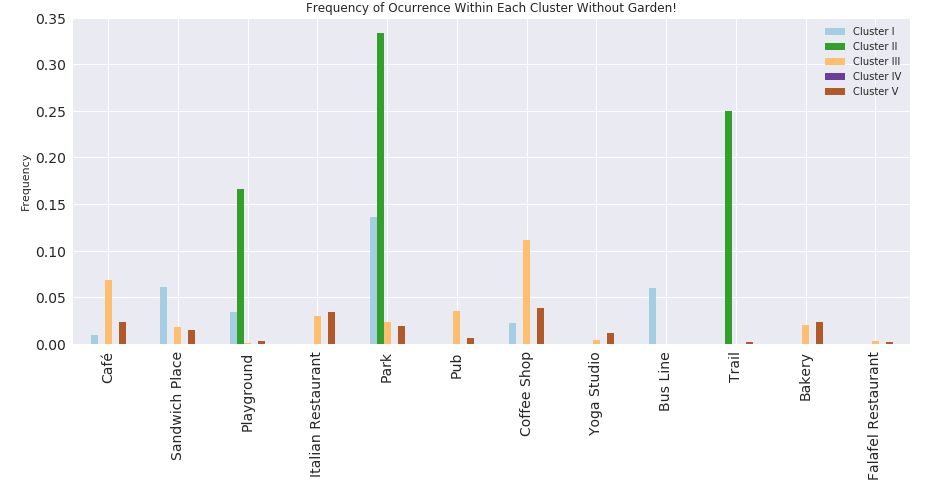 Frequency of Ocurrence Within Each Cluster Without Garden!
Cluster I
Cluster II
Cluster III
Cluster IV
Cluster V
Frequency
0.35
0.30
0.25
0.20
0.15
0.10
0.05
0.00
Café
Sandwich Place
Playground
Italian Restaurant
Park
Pub
Coffee Shop
Yoga Studio
Bus Line
Trail
Bakery
Falafel Restaurant